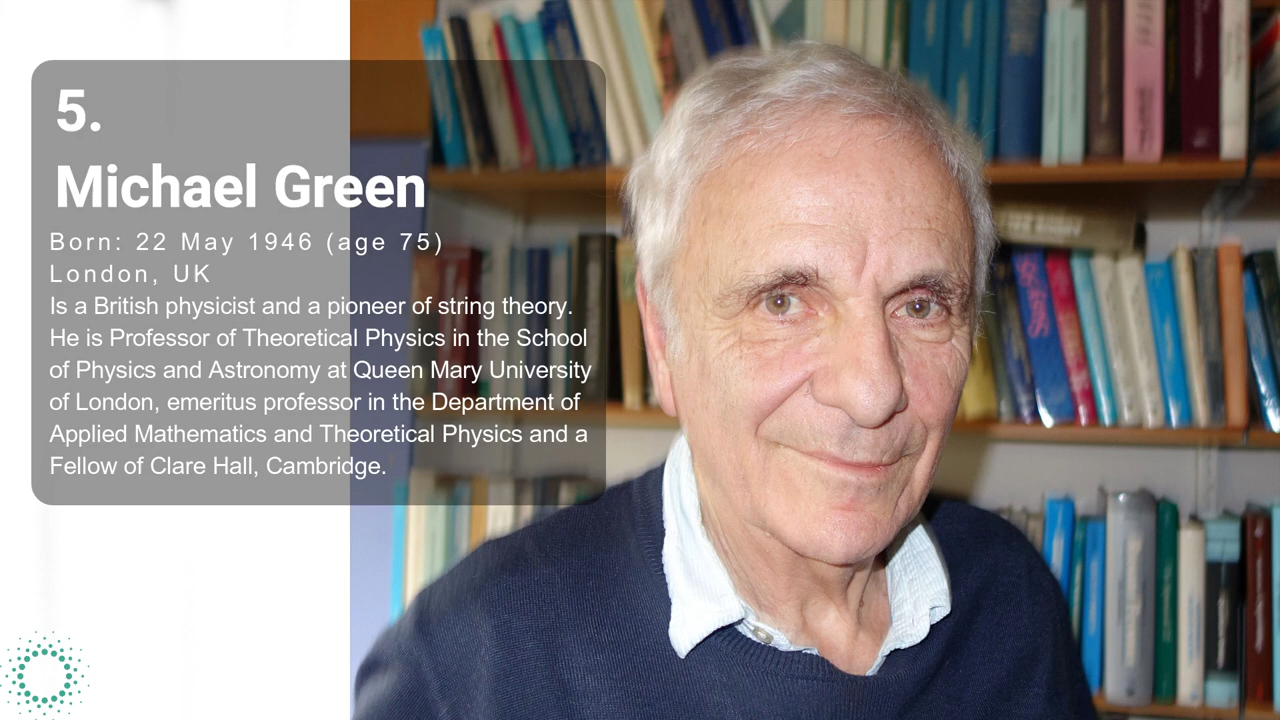 5.
Michael Green
Born: 22 May 1946 (age 75)
London, UK
Is a British physicist and a pioneer of string theory.
He is Professor of Theoretical Physics in the School
of Physics and Astronomy at Queen Mary University
of London, emeritus professor in the Department of
Applied Mathematics and Theoretical Physics and a
Fellow of Clare Hall, Cambridge.